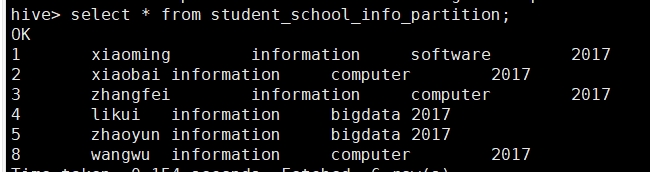 hive> select * from student_school_info_partition;
OK
1 xiaoming information software 2017
2 xiaobai information computer 2017
3 zhangfei information computer 2017
4 likui information bigdata 2017
5 zhaoyun information bigdata 2017
8 wangwu information computer 2017
Time taken: 0.154 seconds, Fetched: 6 row(s)